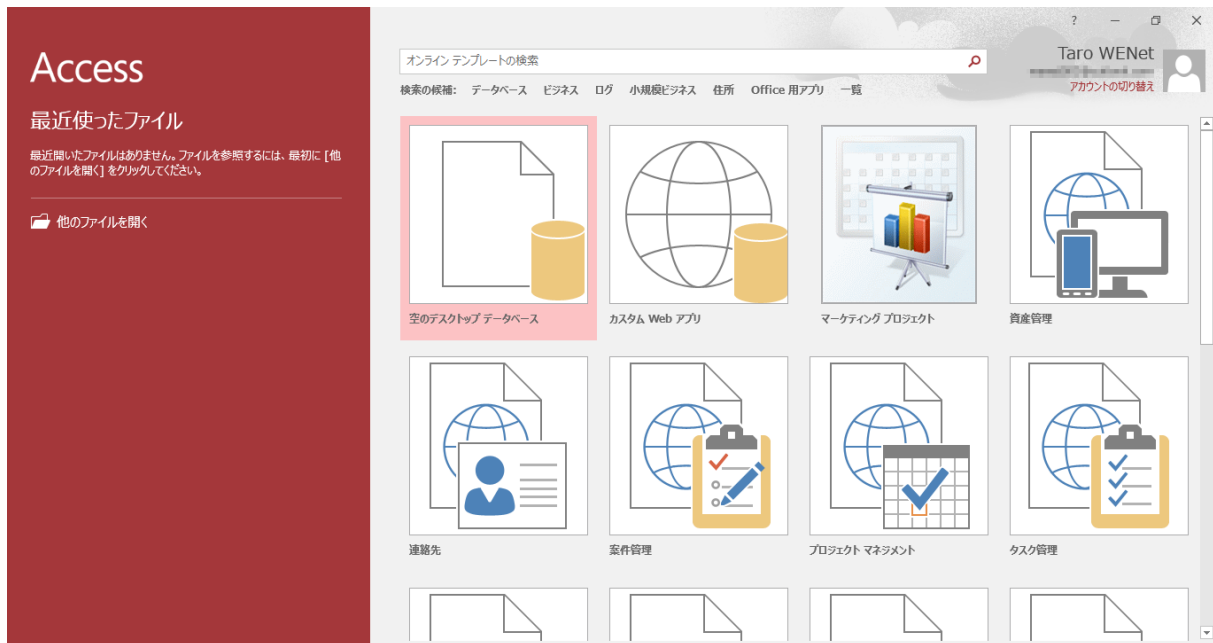 Access
最近使ったファイル
最近開いたファイルはありません。ファイルを参照するには、最初に [他
のファイルを開く] をクリックしてください。
他のファイルを開く
?
オンライン テンプレートの検索
検索の候補: データベース ビジネス ログ 小規模ビジネス 住所 Office 用アプリ 一覧
Taro WENet
アカウントの切り替え
空のデスクトップ データベース
カスタム Web アプリ
マーケティング プロジェクト
資産管理
連絡先
案件管理
プロジェクト マネジメント
タスク管理